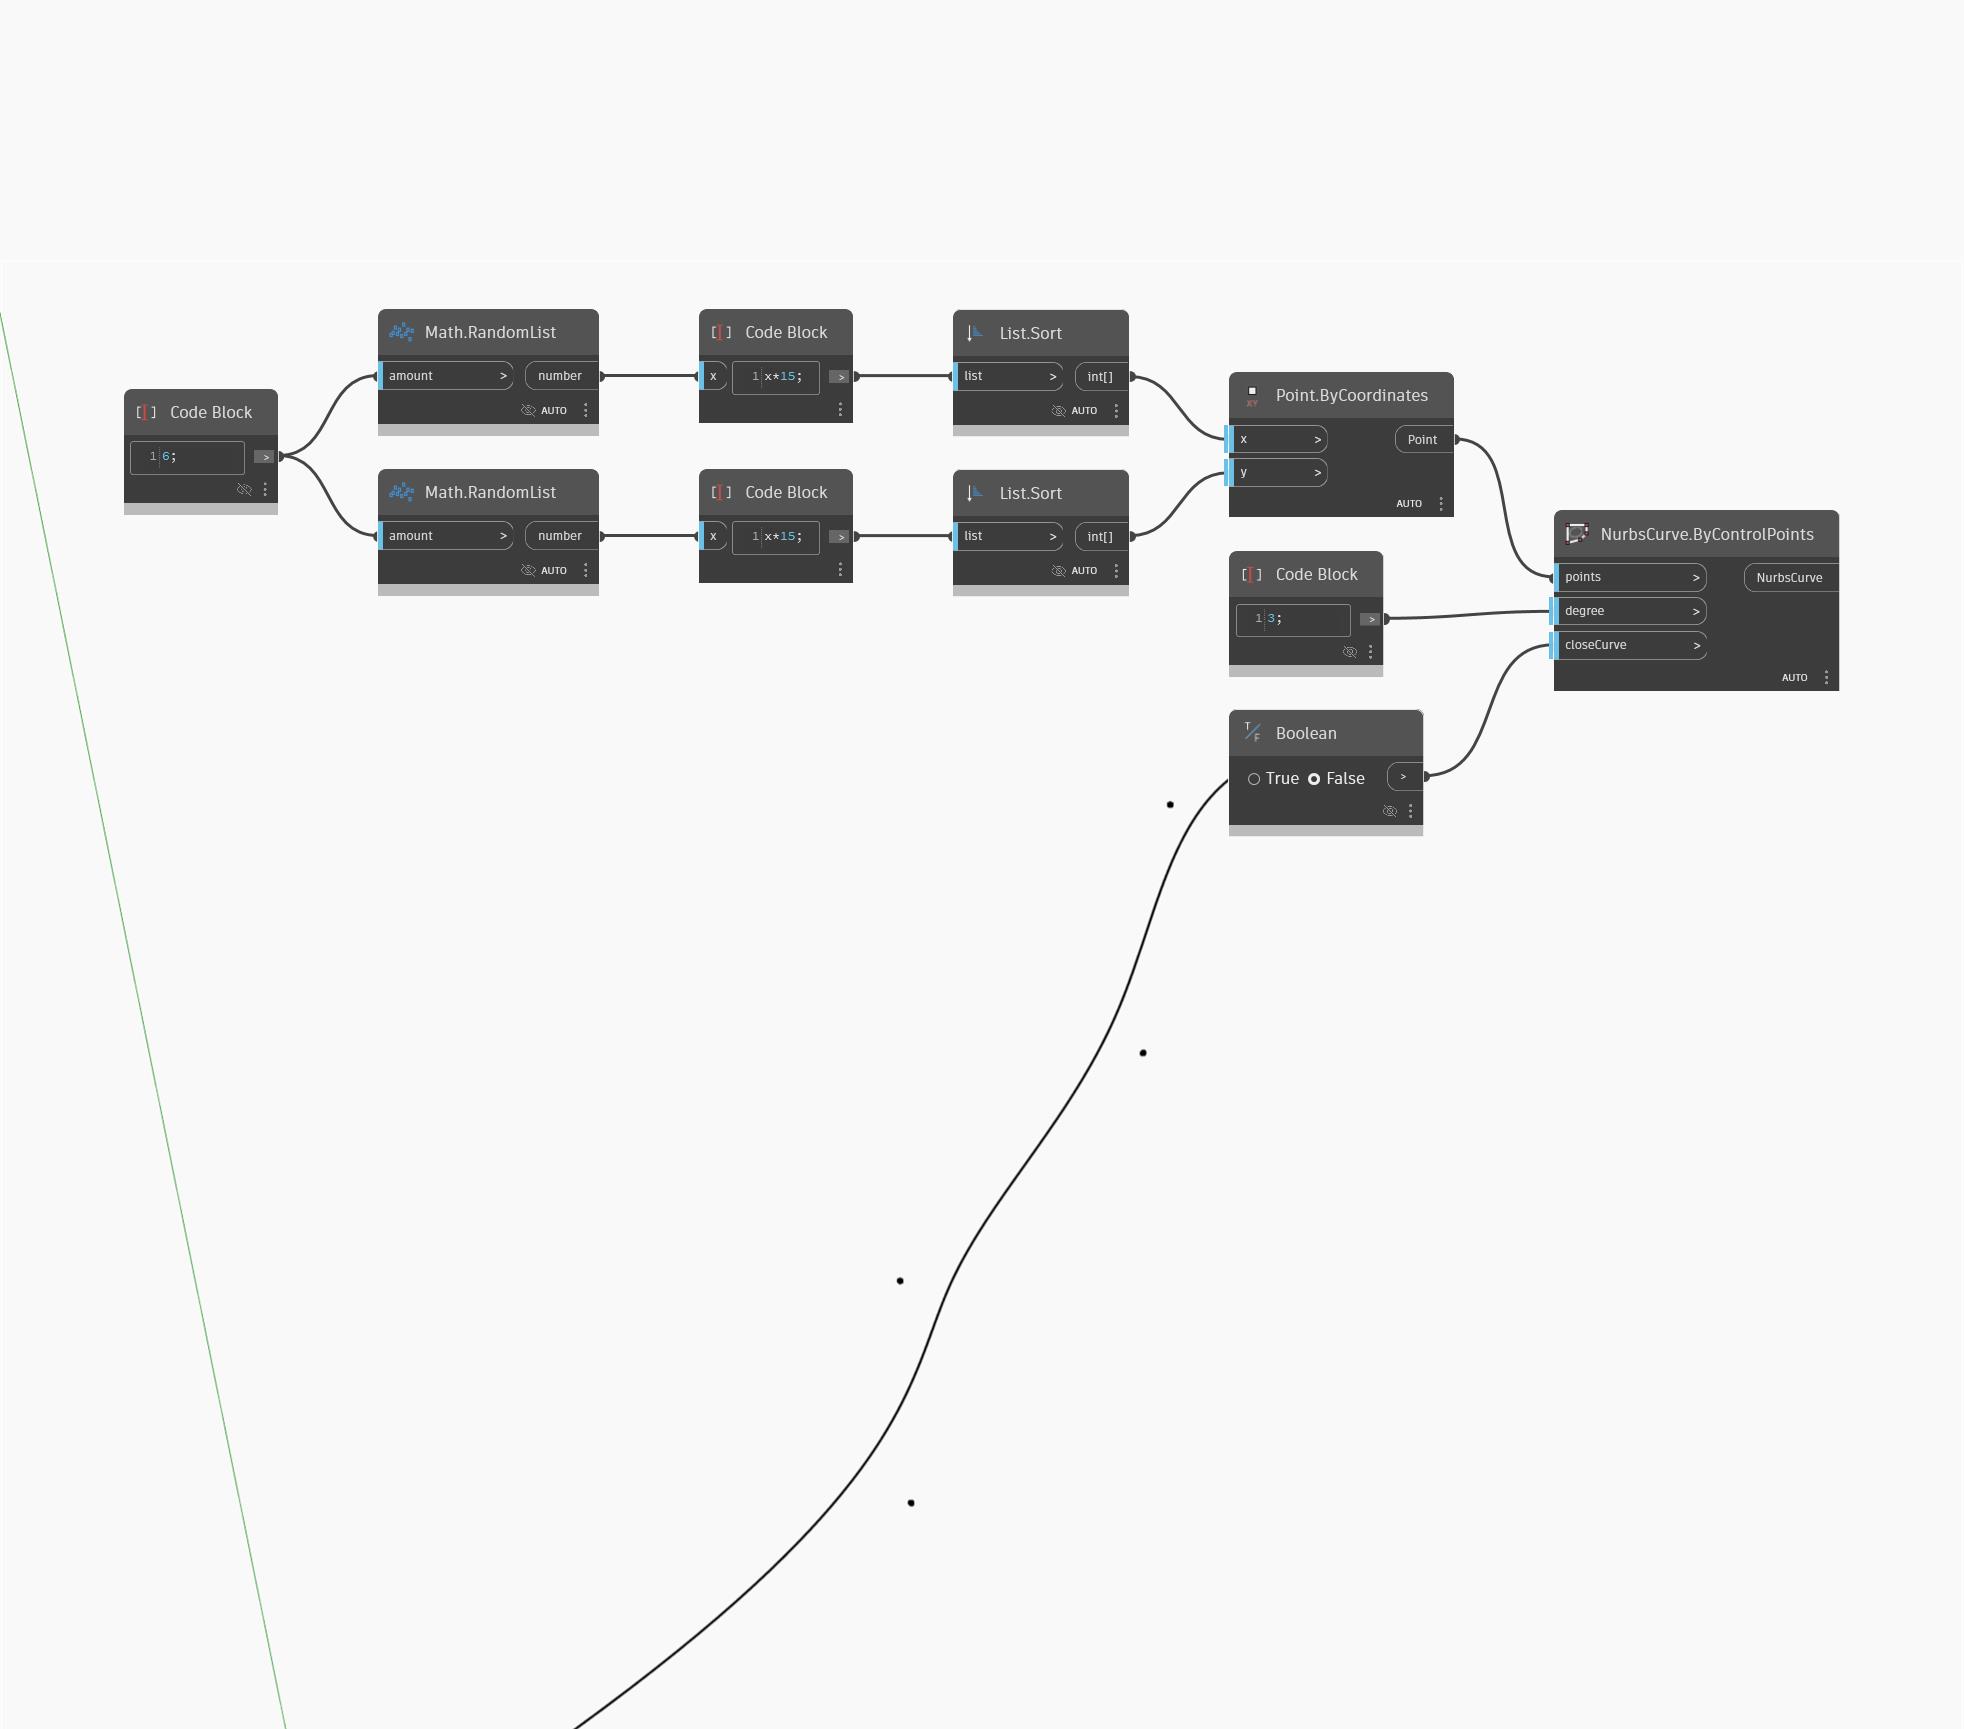 Code Block
1 6;
>
Math.RandomList
amount > number
AUTO
Code Block
x 1 x*15; >
List.Sort
list > int[]
AUTO
Math.RandomList
amount > number
AUTO
Code Block
x 1 x*15; >
List.Sort
list > int[]
AUTO
XY Point.ByCoordinates
x > Point
y >
AUTO
Code Block
1 3; >
T/F Boolean
True False >
NurbsCurve.ByControlPoints
points > NurbsCurve
degree >
closeCurve >
AUTO